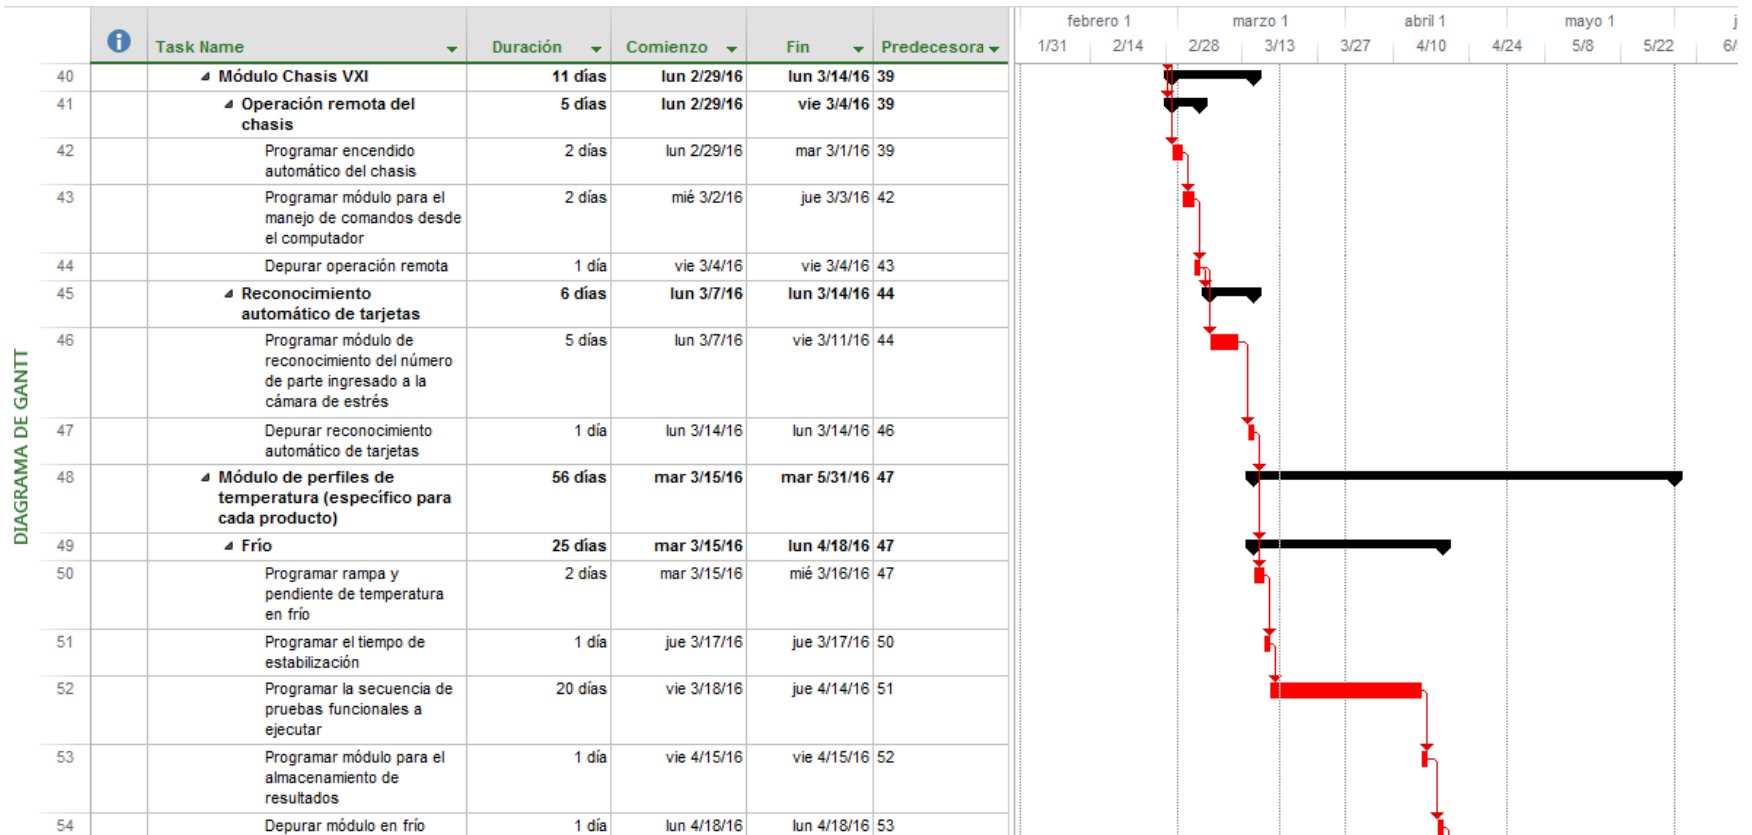 febrero 1 marzo 1 abril 1 mayo 1
Task Name Duración Comienzo Fin Predecesora 1/31 2/14 2/28 3/13 3/27 4/10 4/24 5/8 5/22
40 Módulo Chasis VXI 11 días lun 2/29/16 lun 3/14/16 39
41 Operación remota del 5 días lun 2/29/16 vie 3/4/16 39
chasis
42 Programar encendido 2 días lun 2/29/16 mar 3/1/16 39
automático del chasis
43 Programar módulo para el 2 días mié 3/2/16 jue 3/3/16 42
manejo de comandos desde
el computador
44 Depurar operación remota 1 día vie 3/4/16 vie 3/4/16 43
45 Reconocimiento 6 días lun 3/7/16 lun 3/14/16 44
automático de tarjetas
46 Programar módulo de 5 días lun 3/7/16 vie 3/11/16 44
reconocimiento del número
de parte ingresado a la
cámara de estrés
47 Depurar reconocimiento 1 día lun 3/14/16 lun 3/14/16 46
automático de tarjetas
48 Módulo de perfiles de 56 días mar 3/15/16 mar 5/31/16 47
temperatura (específico para
cada producto)
49 Frío 25 días mar 3/15/16 lun 4/18/16 47
50 Programar rampa y 2 días mar 3/15/16 mié 3/16/16 47
pendiente de temperatura
en frío
51 Programar el tiempo de 1 día jue 3/17/16 jue 3/17/16 50
estabilización
52 Programar la secuencia de 20 días vie 3/18/16 jue 4/14/16 51
pruebas funcionales a
ejecutar
53 Programar módulo para el 1 día vie 4/15/16 vie 4/15/16 52
almacenamiento de
resultados
54 Depurar módulo en frío 1 día lun 4/18/16 lun 4/18/16 53
DIAGRAMA DE GANTT